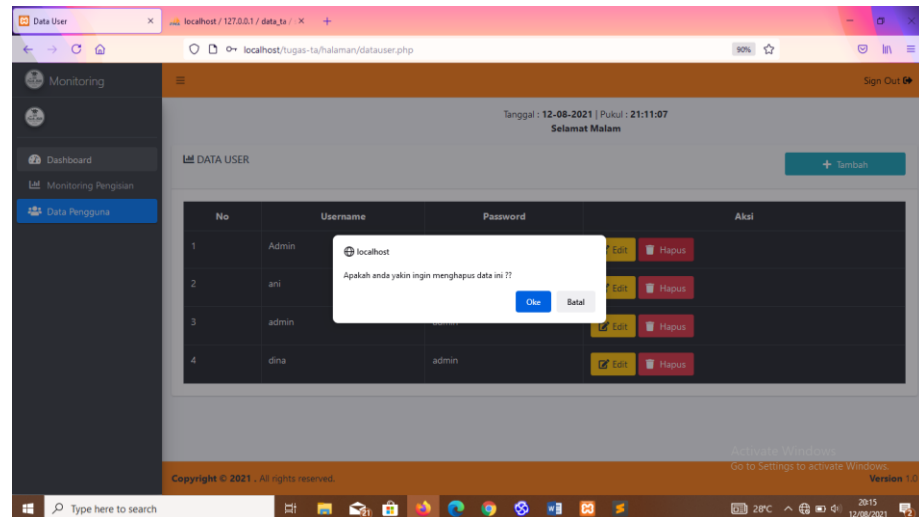 Data User
localhost / 127.0.0.1 / data_ta /
localhost/tugas-ta/halaman/datauser.php
90%
Monitoring
Sign Out
Tanggal : 12-08-2021 | Pukul : 21:11:07
Selamat Malam
Dashboard
Monitoring Pengisian
Data Pengguna
DATA USER
+ Tambah
No Username Password Aksi
1 Admin Edit Hapus
2 ani Edit Hapus
3 admin Edit Hapus
4 dina admin Edit Hapus
localhost
Apakah anda yakin ingin menghapus data ini ??
Oke Batal
Activate Windows
Go to Settings to activate Windows.
Copyright © 2021 . All rights reserved.
Version 1.0
Type here to search
21
28°C
20:15
12/08/2021
2